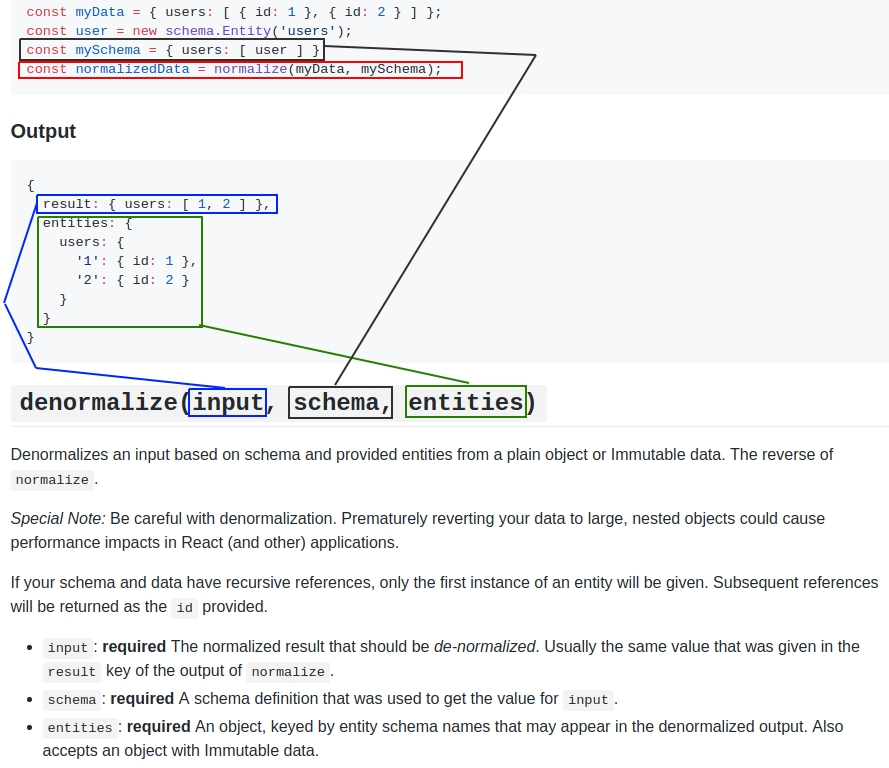 const myData = { users: [ { id: 1 }, { id: 2 } ] };
const user = new schema.Entity('users');
const mySchema = { users: [ user ] }
const normalizedData = normalize(myData, mySchema);
Output
{
  result: { users: [ 1, 2 ] },
  entities: {
    users: {
      '1': { id: 1 },
      '2': { id: 2 }
    }
  }
}
denormalize(input, schema, entities)
Denormalizes an input based on schema and provided entities from a plain object or Immutable data. The reverse of
normalize.
Special Note: Be careful with denormalization. Prematurely reverting your data to large, nested objects could cause
performance impacts in React (and other) applications.
If your schema and data have recursive references, only the first instance of an entity will be given. Subsequent references
will be returned as the id provided.
• input: required The normalized result that should be de-normalized. Usually the same value that was given in the
result key of the output of normalize.
• schema: required A schema definition that was used to get the value for input.
• entities: required An object, keyed by entity schema names that may appear in the denormalized output. Also
accepts an object with Immutable data.